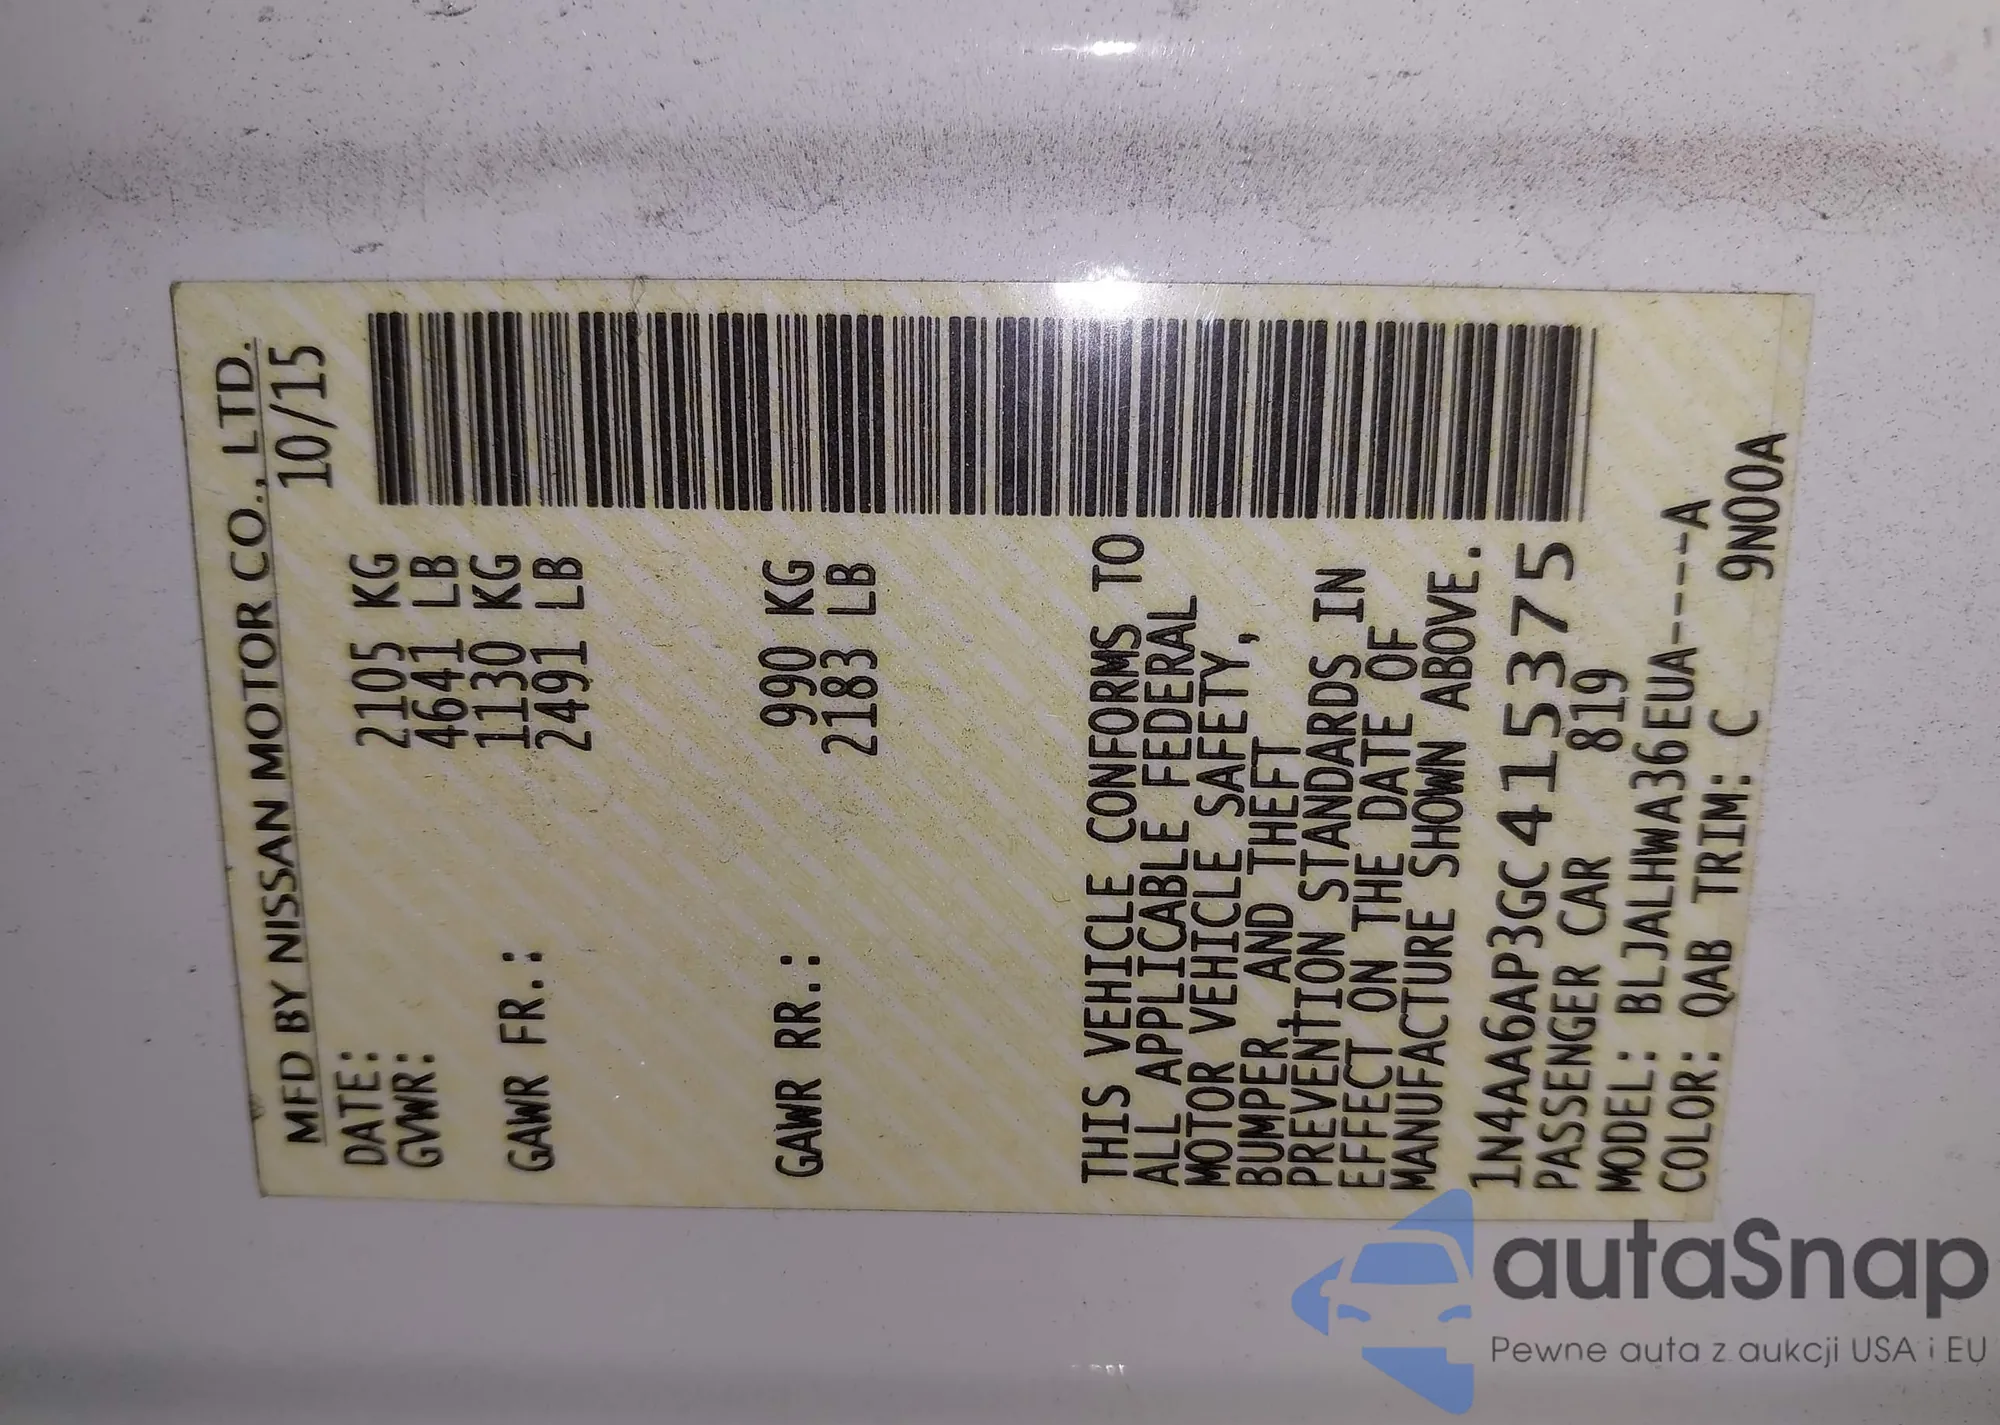 MFD BY NISSAN MOTOR CO., LTD.
DATE: 10/15
GVWR: 2105 KG
4641 LB
GAWR FR.: 1130 KG
2491 LB
GAWR RR.: 990 KG
2183 LB
THIS VEHICLE CONFORMS TO
ALL APPLICABLE FEDERAL
MOTOR VEHICLE SAFETY,
BUMPER, AND THEFT
PREVENTION STANDARDS IN
EFFECT ON THE DATE OF
MANUFACTURE SHOWN ABOVE.
1N4AA6AP3GC415375
PASSENGER CAR 819
MODEL: BLJALHWA36EUA----A
COLOR: QAB TRIM: C 9N00A
autaSnap
Pewne auta z aukcji USA i EU